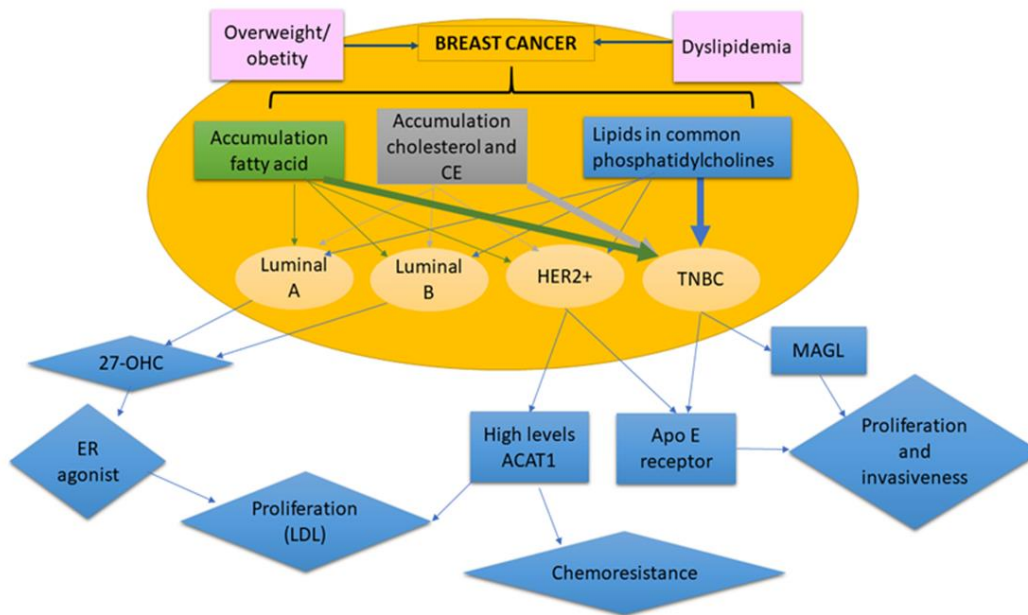 Overweight/
obetity
BREAST CANCER
Dyslipidemia
Accumulation
fatty acid
Accumulation
cholesterol and
CE
Lipids in common
phosphatidylcholines
Luminal
A
Luminal
B
HER2+
TNBC
27-OHC
MAGL
ER
agonist
High levels
ACAT1
Apo E
receptor
Proliferation
and
invasiveness
Proliferation
(LDL)
Chemoresistance